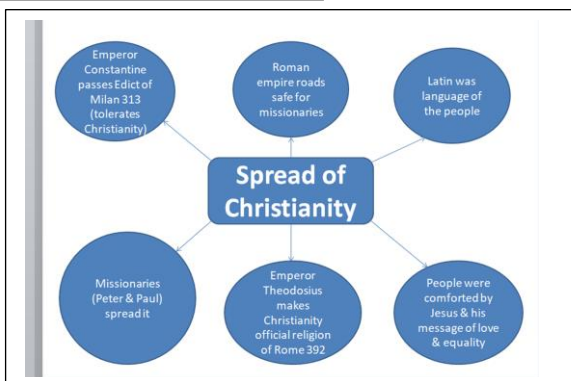 Emperor
Constantine
passes Edict of
Milan 313
(tolerates
Christianity)
Roman
empire roads
safe for
missionaries
Latin was
language of
the people
Spread of
Christianity
Missionaries
(Peter & Paul)
spread it
Emperor
Theodosius
makes
Christianity
official religion
of Rome 392
People were
comforted by
Jesus & his
message of love
& equality